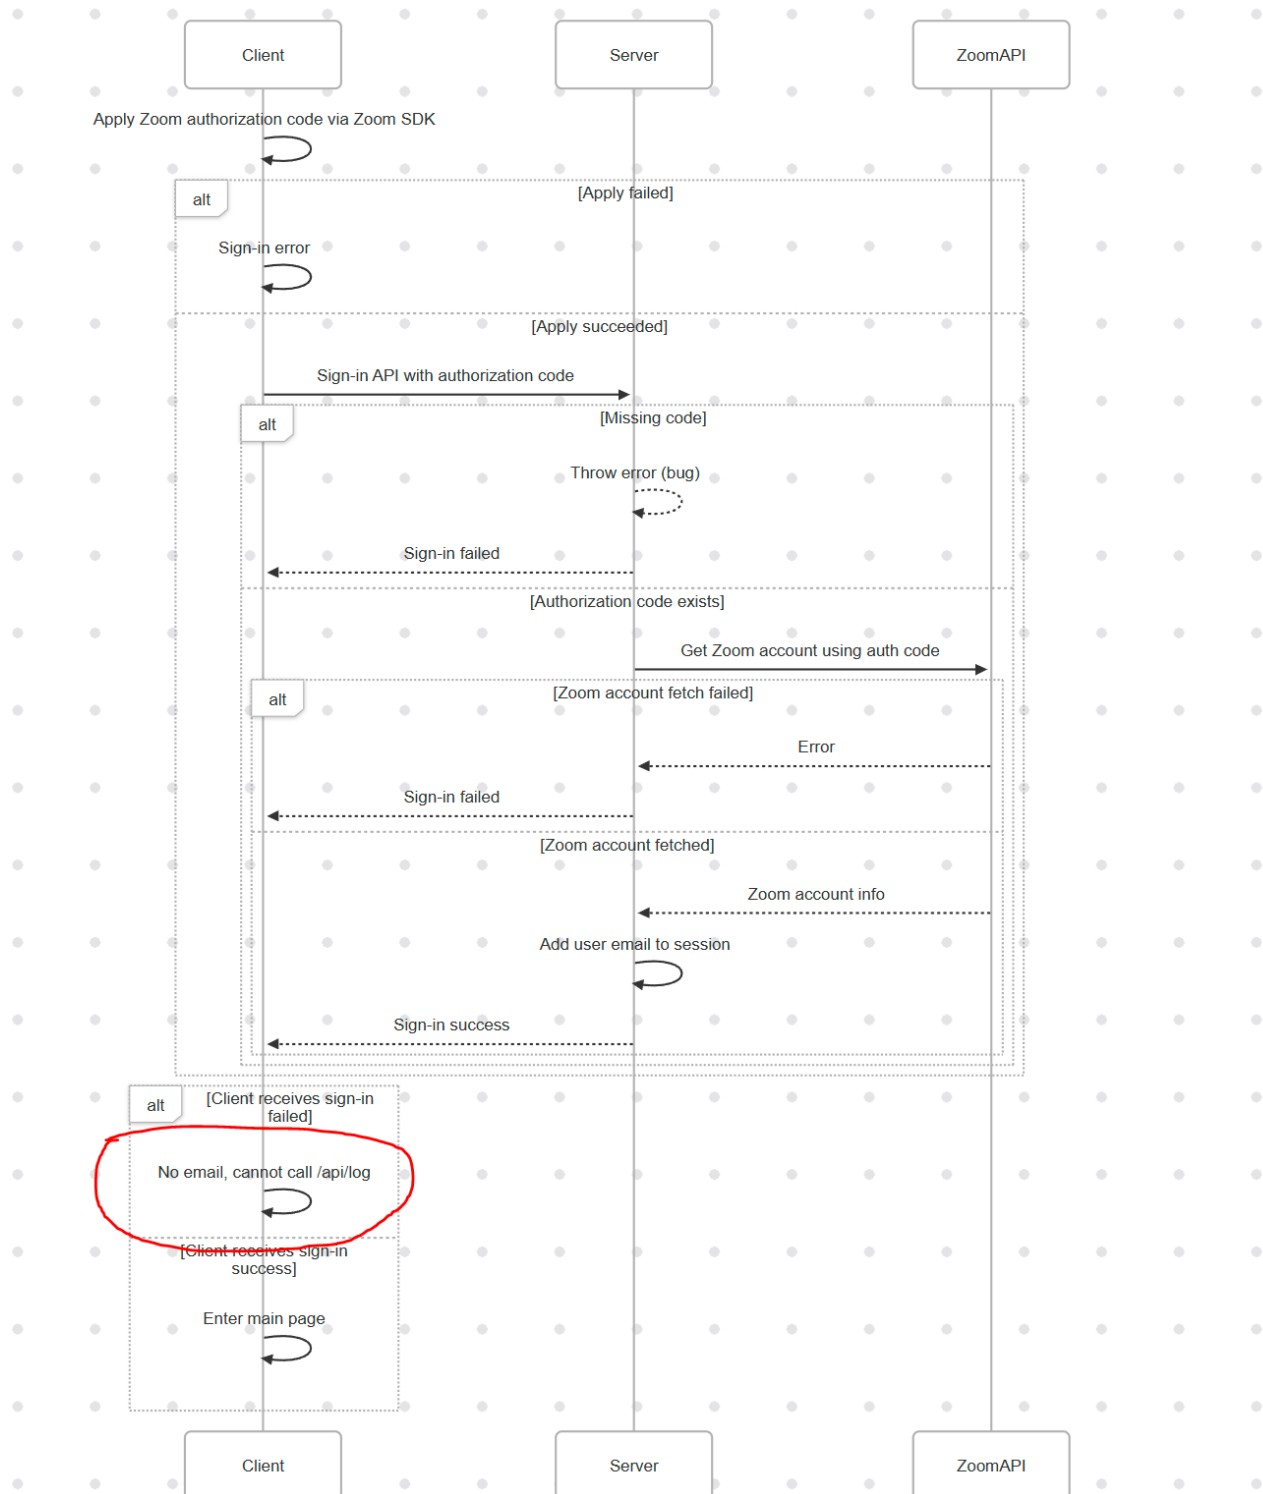 Client
Server
ZoomAPI
Apply Zoom authorization code via Zoom SDK
alt
[Apply failed]
Sign-in error
[Apply succeeded]
Sign-in API with authorization code
alt
[Missing code]
Throw error (bug)
Sign-in failed
[Authorization code exists]
Get Zoom account using auth code
alt
[Zoom account fetch failed]
Error
Sign-in failed
[Zoom account fetched]
Zoom account info
Add user email to session
Sign-in success
alt
[Client receives sign-in
failed]
No email, cannot call /api/log
[Client receives sign-in
success]
Enter main page
Client
Server
ZoomAPI